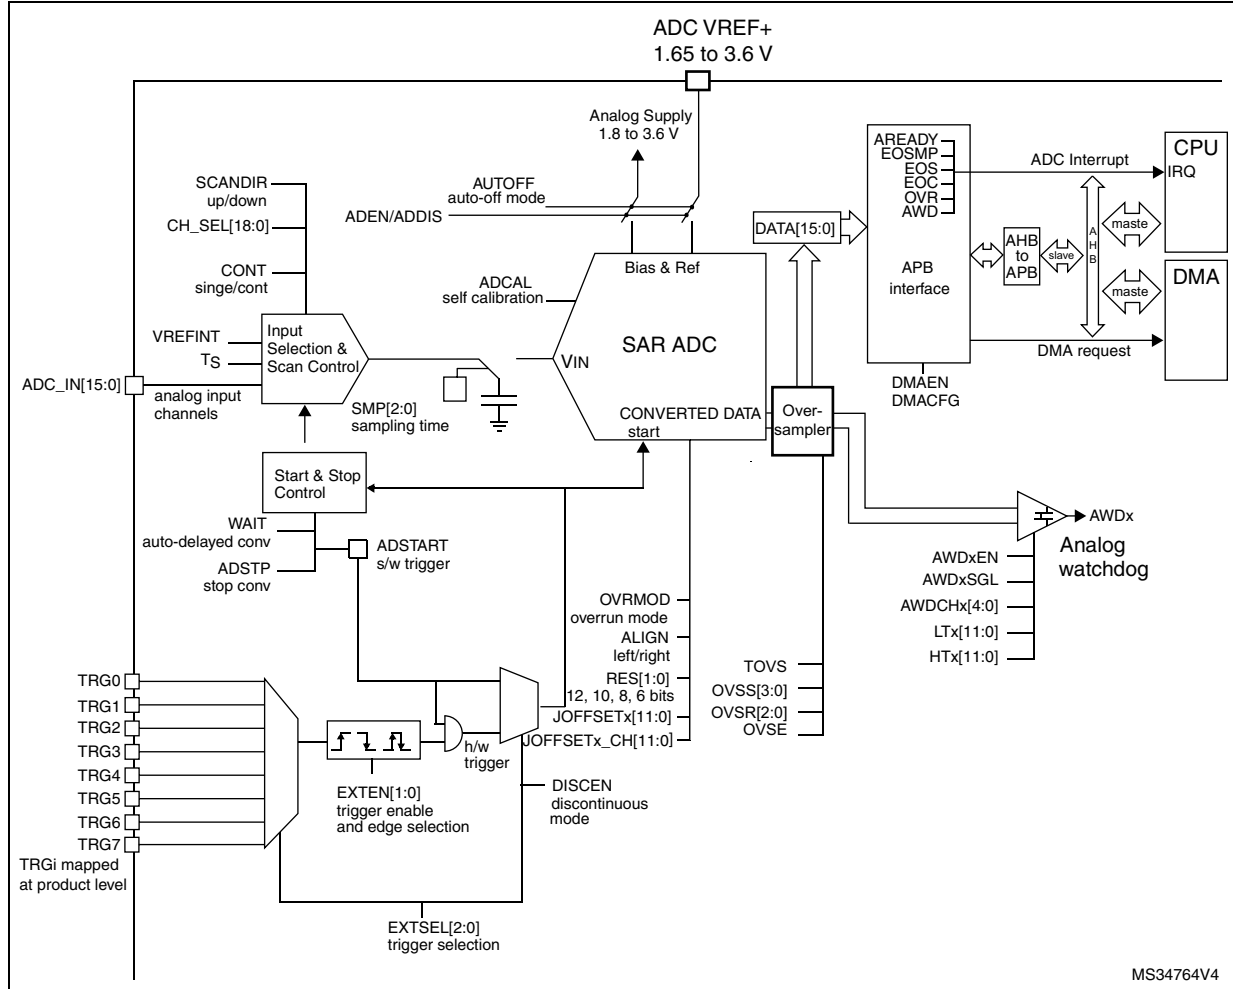 ADC VREF+
1.65 to 3.6 V
Analog Supply
1.8 to 3.6 V
SCANDIR
up/down
CH_SEL[18:0]
CONT
singe/cont
AUTOFF
auto-off mode
ADEN/ADDIS
ADCAL
self calibration
Bias & Ref
SAR ADC
VIN
CONVERTED DATA
start
VREFINT
TS
ADC_IN[15:0]
analog input
channels
Input
Selection &
Scan Control
SMP[2:0]
sampling time
DATA[15:0]
AREADY
EOSMP
EOS
EOC
OVR
AWD
APB
interface
ADC Interrupt
CPU
IRQ
AHB
to
APB
slave
A
H
B
maste
maste
DMA
DMA request
DMAEN
DMACFG
Over-
sampler
AWDx
Analog
watchdog
AWDxEN
AWDxSGL
AWDCHx[4:0]
LTx[11:0]
HTx[11:0]
Start & Stop
Control
WAIT
auto-delayed conv
ADSTP
stop conv
ADSTART
s/w trigger
OVRMOD
overrun mode
ALIGN
left/right
RES[1:0]
12, 10, 8, 6 bits
JOFFSETx[11:0]
JOFFSETx_CH[11:0]
TOVS
OVSS[3:0]
OVSR[2:0]
OVSE
TRG0
TRG1
TRG2
TRG3
TRG4
TRG5
TRG6
TRG7
TRGi mapped
at product level
h/w
trigger
EXTEN[1:0]
trigger enable
and edge selection
DISCEN
discontinuous
mode
EXTSEL[2:0]
trigger selection
MS34764V4